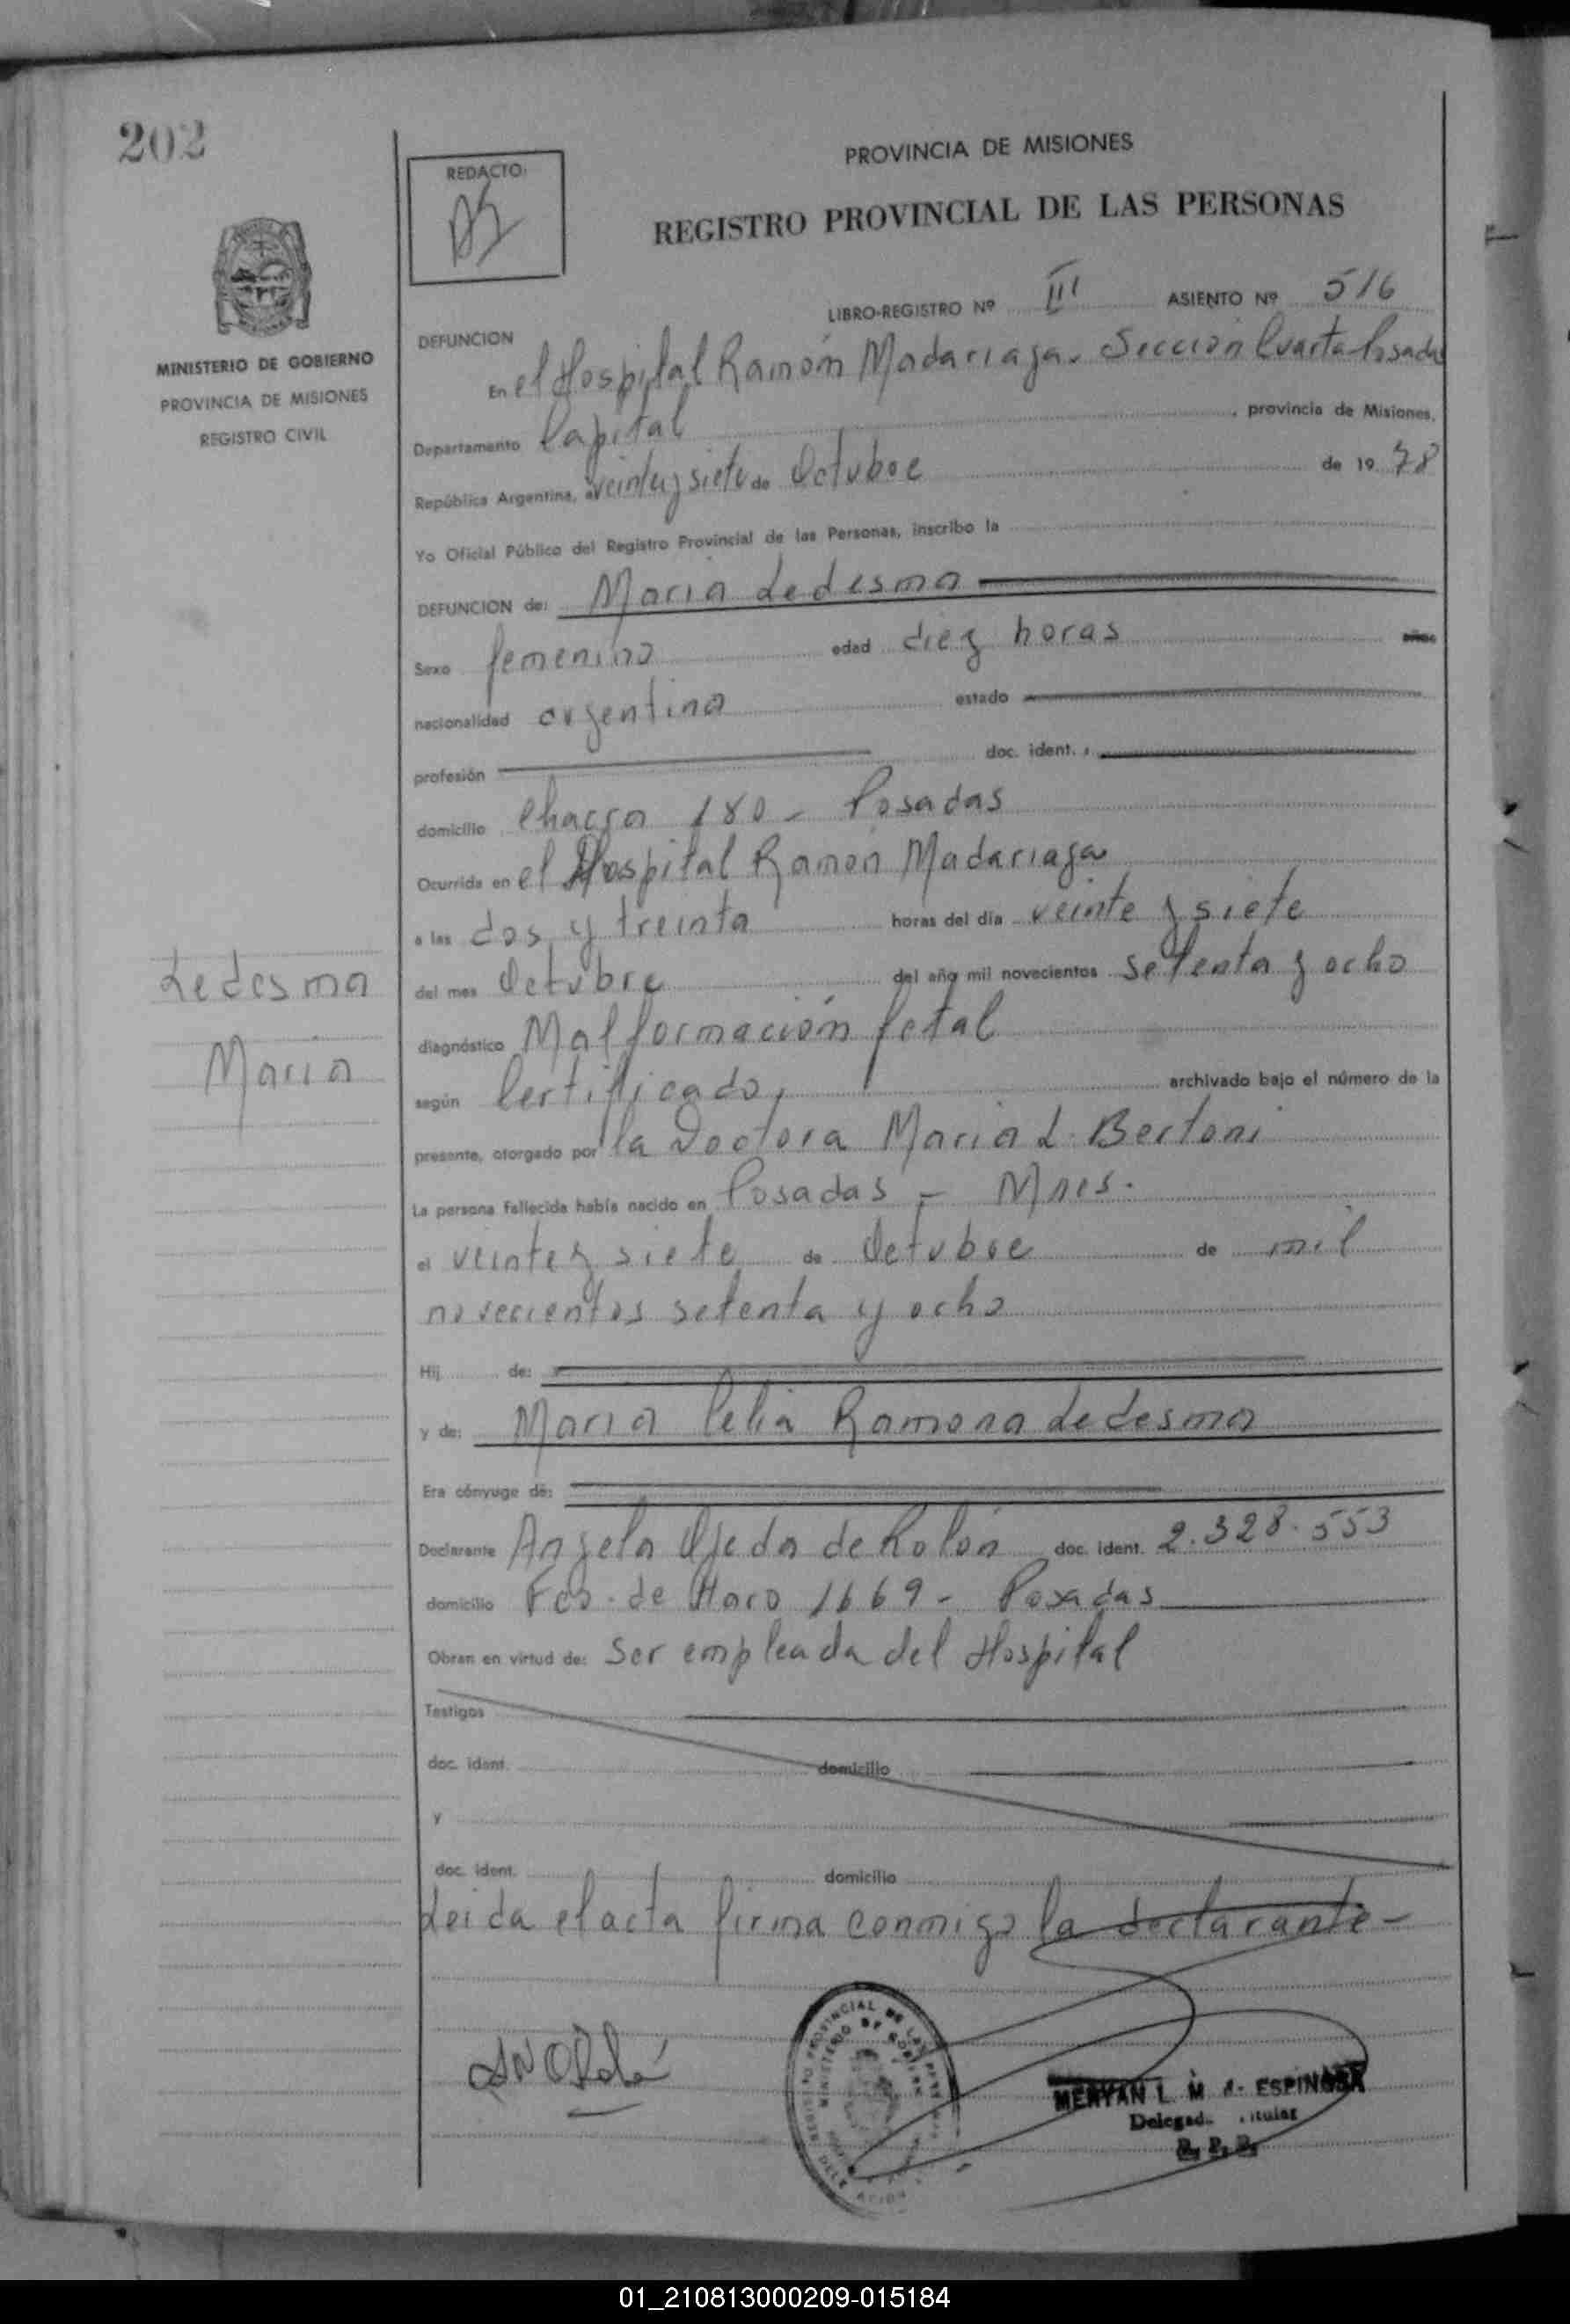 202
REDACTO:
PROVINCIA DE MISIONES
REGISTRO PROVINCIAL DE LAS PERSONAS
LIBRO-REGISTRO Nº III ASIENTO Nº 516
MINISTERIO DE GOBIERNO
PROVINCIA DE MISIONES
REGISTRO CIVIL
DEFUNCION
En el Hospital Ramón Madariaga. Sección Cuarta Posadas
Departamento Capital, provincia de Misiones,
República Argentina, a veinte y siete de Octubre de 1978
Yo Oficial Público del Registro Provincial de las Personas, inscribo la
DEFUNCION de: Maria Ledesma
Sexo femenino edad diez horas años
nacionalidad argentina estado
profesión doc. ident.
domicilio Chacra 180 - Posadas
Ocurrida en el Hospital Ramón Madariaga
a las dos y treinta horas del día veinte y siete
del mes Octubre del año mil novecientos setenta y ocho
Ledesma
Maria
diagnóstico Malformación fetal
según Certificado, archivado bajo el número de la
presente, otorgado por la Doctora Maria L. Bertoni
La persona fallecida había nacido en Posadas - Mnes.
el veinte y siete de Octubre de mil
novecientos setenta y ocho
Hij de:
y de: Maria Celia Ramona Ledesma
Era cónyuge de:
Declarante Angela Ojeda de Rolón doc. ident. 2.328.553
domicilio Fco. de Haro 1669 - Posadas
Obran en virtud de: Ser empleada del Hospital
Testigos
doc. ident. domicilio
y
doc. ident. domicilio
Leida el acta firma conmigo la declarante -
MERYAN L. M ESPINOSA
R. P. P.
01_210813000209-015184